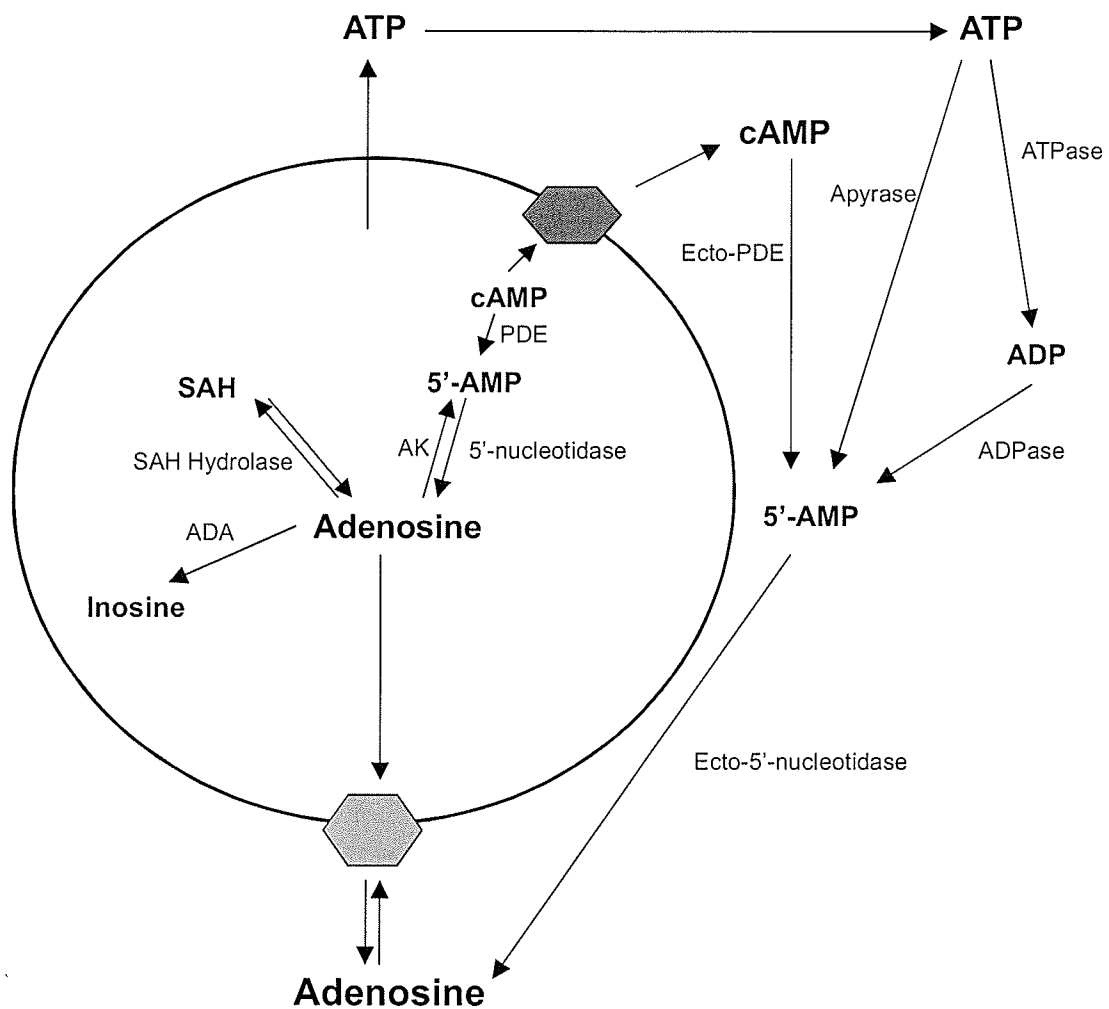 ATP
ATP
cAMP
ATPase
Apyrase
Ecto-PDE
cAMP
PDE
ADP
5’-AMP
SAH
AK
5’-nucleotidase
ADPase
SAH Hydrolase
5’-AMP
Adenosine
ADA
Inosine
Ecto-5’-nucleotidase
Adenosine